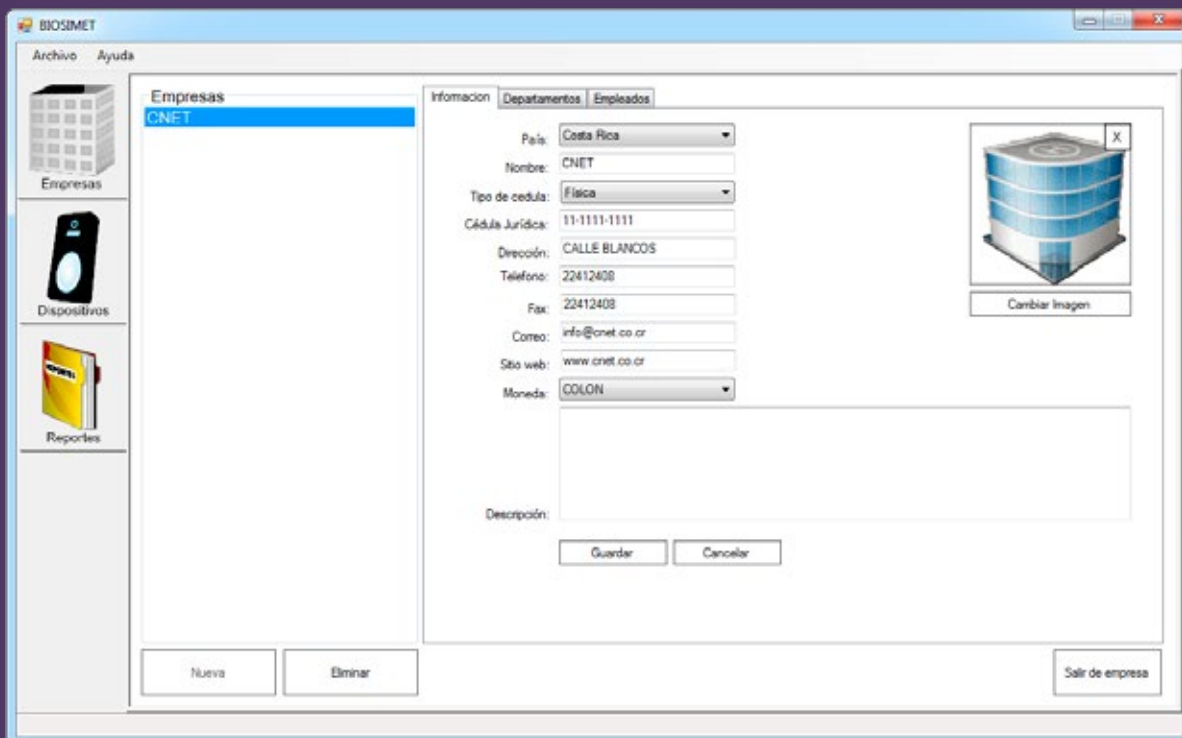 BIOSIMET
Archivo Ayuda
Empresas
Dispositivos
REPORTES
Reportes
Empresas
CNET
Informacion Departamentos Empleados
País: Costa Rica
Nombre: CNET
Tipo de cedula: Física
Cédula Jurídica: 11-1111-1111
Dirección: CALLE BLANCOS
Telefono: 22412408
Fax: 22412408
Correo: info@cnet.co.cr
Sitio web: www.cnet.co.cr
Moneda: COLON
Descripción:
Guardar Cancelar
X
Cambiar Imagen
Nueva Eliminar
Salir de empresa